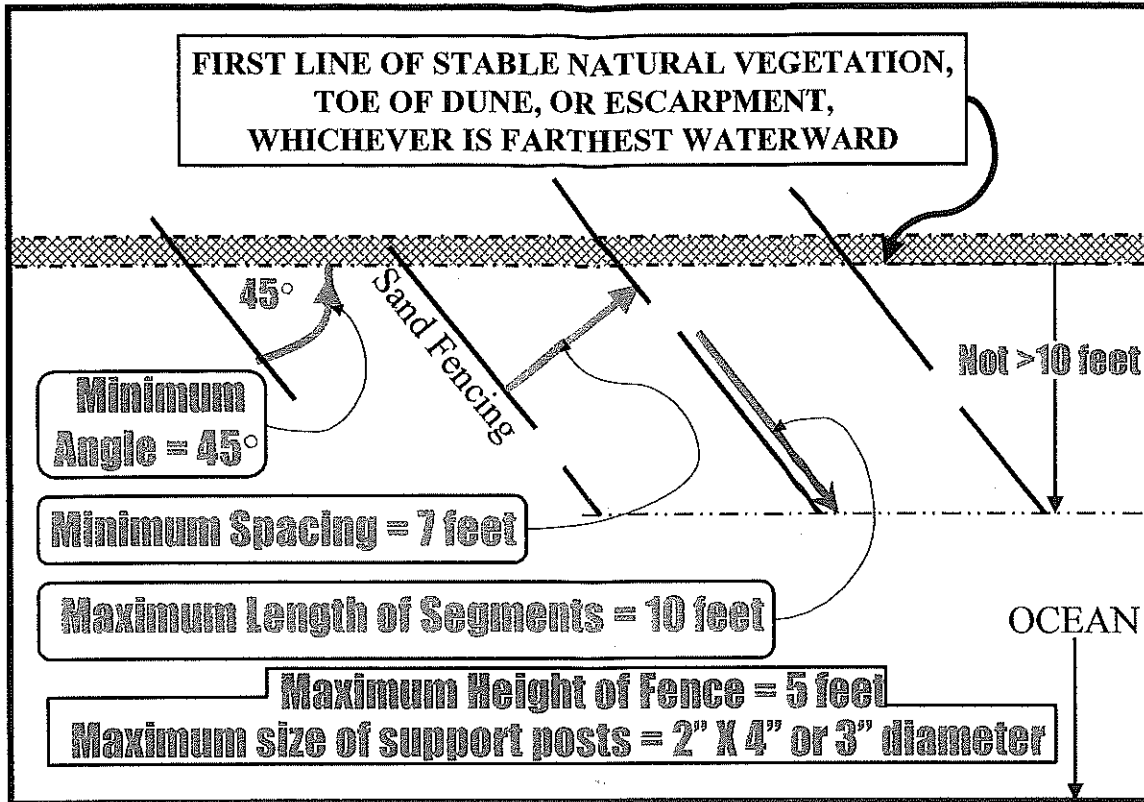 FIRST LINE OF STABLE NATURAL VEGETATION,
TOE OF DUNE, OR ESCARPMENT,
WHICHEVER IS FARTHEST WATERWARD
45°
Sand Fencing
Not >10 feet
Minimum
Angle = 45°
Minimum Spacing = 7 feet
Maximum Length of Segments = 10 feet
OCEAN
Maximum Height of Fence = 5 feet
Maximum size of support posts = 2" X 4" or 3" diameter